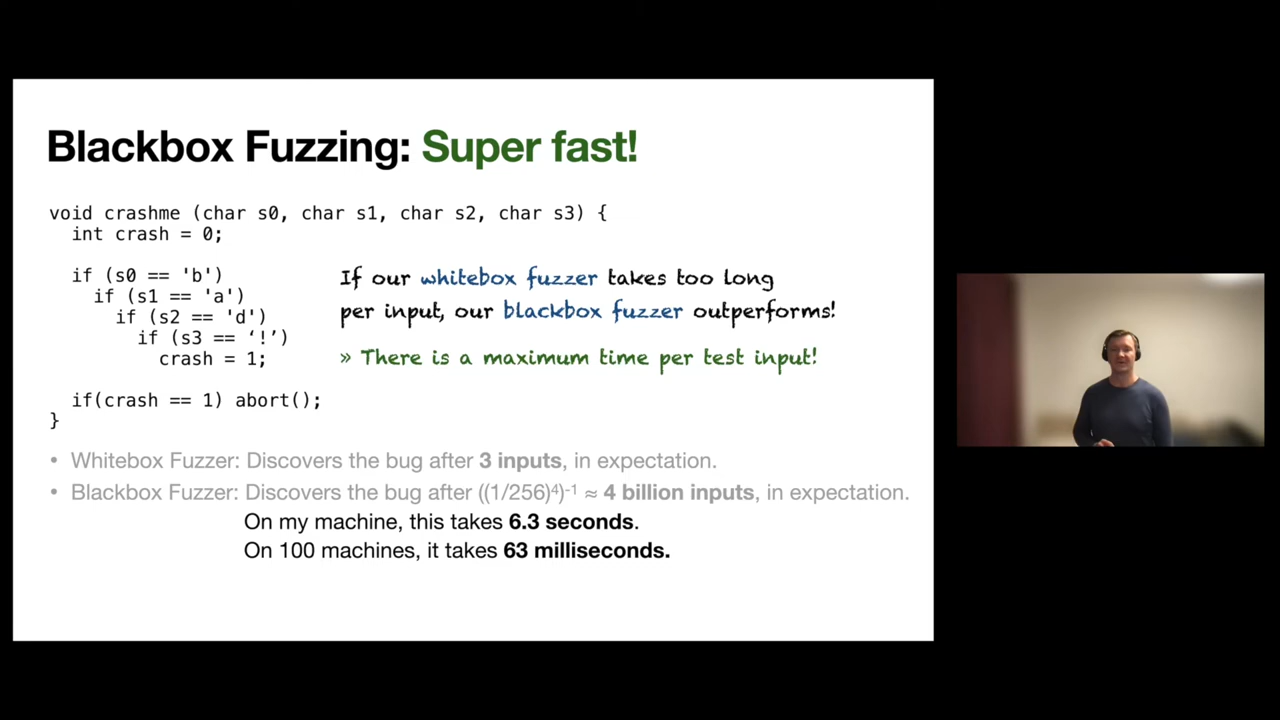 Blackbox Fuzzing: Super fast!
void crashme (char s0, char s1, char s2, char s3) {
int crash = 0;
if (s0 == 'b')
if (s1 == 'a')
if (s2 == 'd')
if (s3 == ‘!’)
crash = 1;
if(crash == 1) abort();
}
If our whitebox fuzzer takes too long
per input, our blackbox fuzzer outperforms!
» There is a maximum time per test input!
• Whitebox Fuzzer: Discovers the bug after 3 inputs, in expectation.
• Blackbox Fuzzer: Discovers the bug after ((1/256)⁴)⁻¹ ≈ 4 billion inputs, in expectation.
On my machine, this takes 6.3 seconds.
On 100 machines, it takes 63 milliseconds.